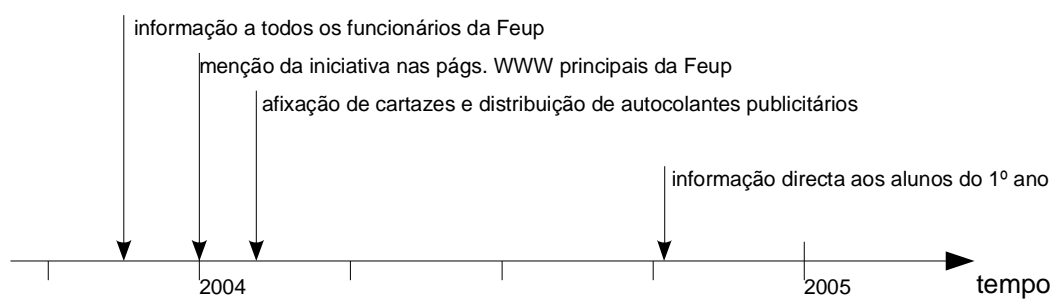 informação a todos os funcionários da Feup
menção da iniciativa nas págs. WWW principais da Feup
afixação de cartazes e distribuição de autocolantes publicitários
informação directa aos alunos do 1º ano
2004
2005
tempo